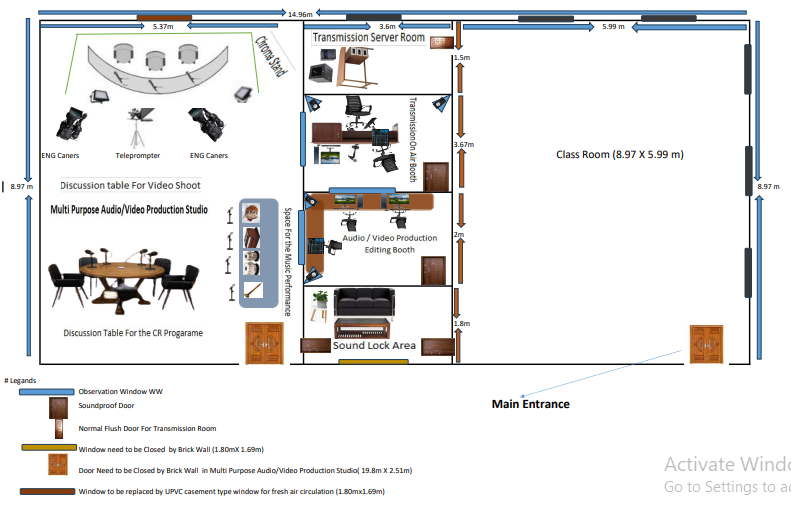 14.96m
5.37m
3.6m
5.99 m
Transmission Server Room
Chroma Stand
1.5m
Transmission On Air Booth
ENG Caners
Teleprompter
ENG Caners
3.67m
Class Room (8.97 X 5.99 m)
8.97 m
8.97 m
Discussion table For Video Shoot
Multi Purpose Audio/Video Production Studio
Space For the Music Performance
Audio / Video Production
Editing Booth
2m
Discussion Table For the CR Programe
Sound Lock Area
1.8m
# Legands
Observation Window WW
Soundproof Door
Main Entrance
Normal Flush Door For Transmission Room
Window need to be Closed by Brick Wall (1.80mX 1.69m)
Door Need to be Closed by Brick Wall in Multi Purpose Audio/Video Production Studio( 19.8m X 2.51m)
Window to be replaced by UPVC casement type window for fresh air circulation (1.80mx1.69m)
Activate Windo
Go to Settings to ac